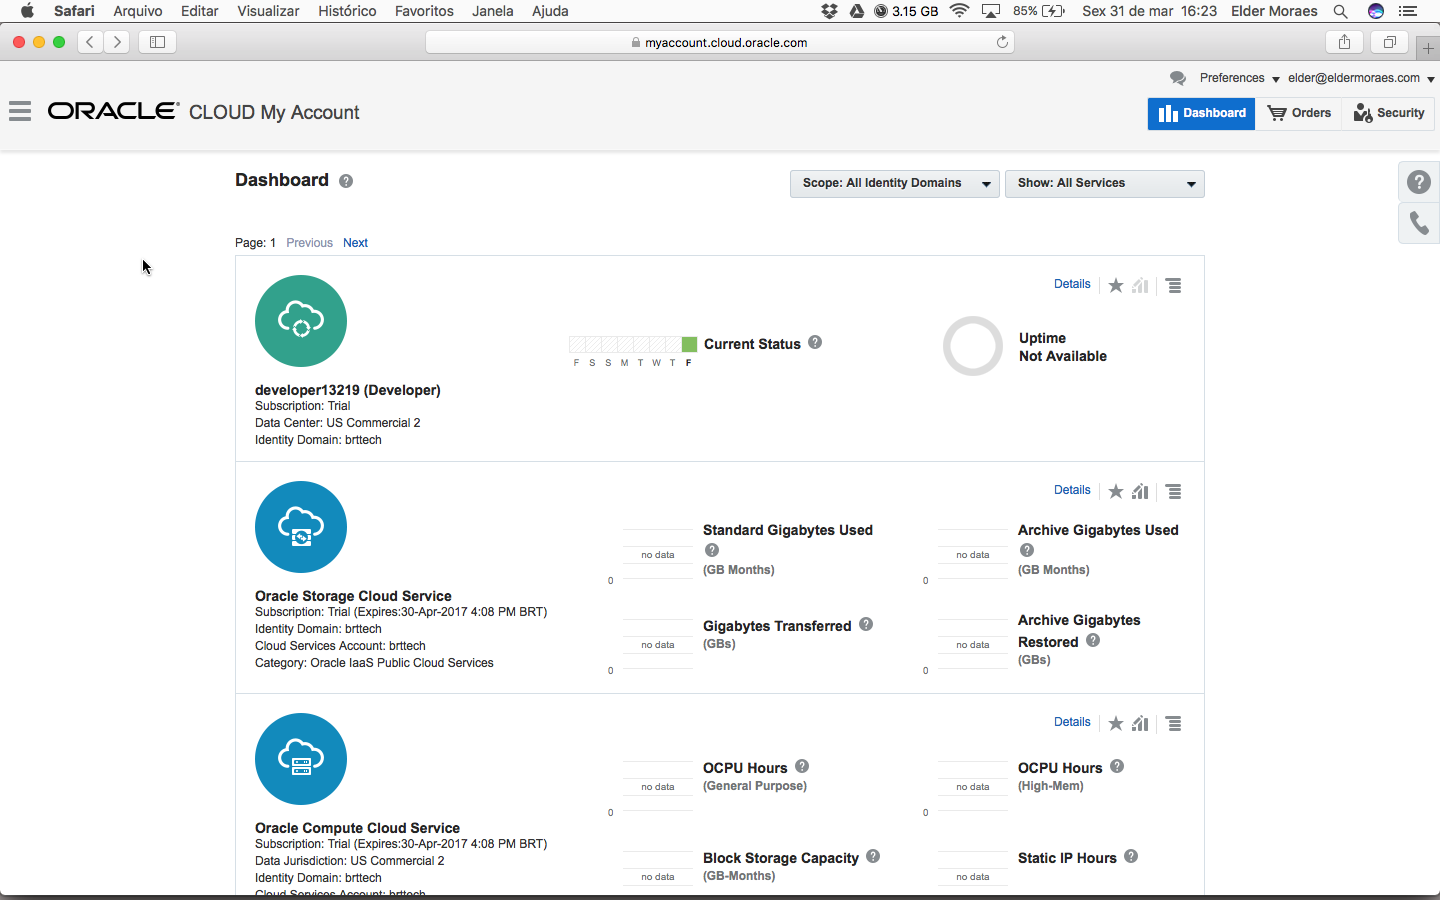 Safari Arquivo Editar Visualizar Histórico Favoritos Janela Ajuda 3.15 GB 85% Sex 31 de mar 16:23 Elder Moraes
myaccount.cloud.oracle.com
Preferences elder@eldermoraes.com
ORACLE CLOUD My Account
Dashboard Orders Security
Dashboard
Scope: All Identity Domains Show: All Services
Page: 1 Previous Next
Details
Current Status
F S S M T W T F
Uptime
Not Available
developer13219 (Developer)
Subscription: Trial
Data Center: US Commercial 2
Identity Domain: brttech
Details
Standard Gigabytes Used
(GB Months)
no data
0
Archive Gigabytes Used
(GB Months)
no data
0
Oracle Storage Cloud Service
Subscription: Trial (Expires:30-Apr-2017 4:08 PM BRT)
Identity Domain: brttech
Cloud Services Account: brttech
Category: Oracle IaaS Public Cloud Services
Gigabytes Transferred
(GBs)
no data
0
Archive Gigabytes
Restored
(GBs)
no data
0
Details
OCPU Hours
(General Purpose)
no data
0
OCPU Hours
(High-Mem)
no data
0
Oracle Compute Cloud Service
Subscription: Trial (Expires:30-Apr-2017 4:08 PM BRT)
Data Jurisdiction: US Commercial 2
Identity Domain: brttech
Cloud Services Account: brttech
Block Storage Capacity
(GB-Months)
no data
Static IP Hours
no data